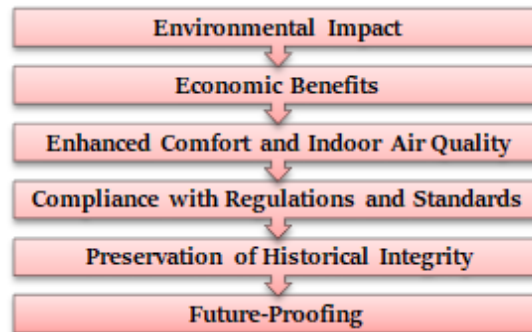 Environmental Impact
Economic Benefits
Enhanced Comfort and Indoor Air Quality
Compliance with Regulations and Standards
Preservation of Historical Integrity
Future-Proofing